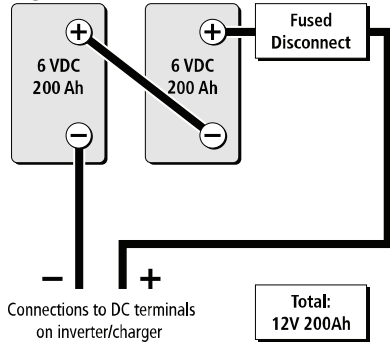 +
6 VDC
200 Ah
−
+
6 VDC
200 Ah
−
Fused
Disconnect
− +
Connections to DC terminals
on inverter/charger
Total:
12V 200Ah